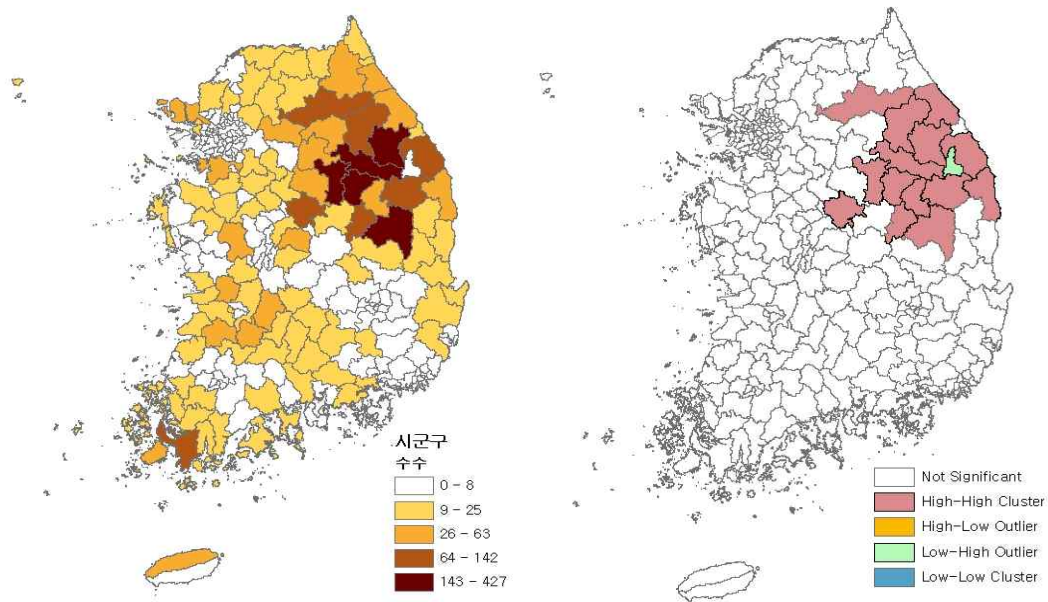 시군구
수수
0 - 8
9 - 25
26 - 63
64 - 142
143 - 427
Not Significant
High-High Cluster
High-Low Outlier
Low-High Outlier
Low-Low Cluster